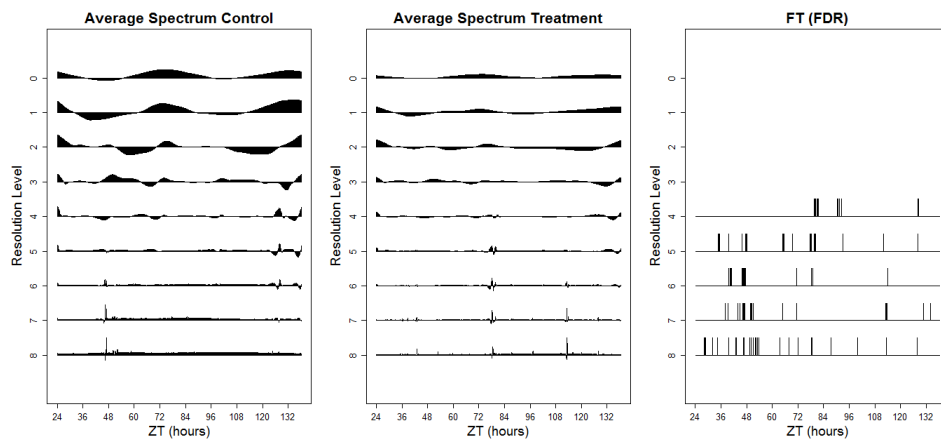 Average Spectrum Control
Average Spectrum Treatment
FT (FDR)
Resolution Level
0
1
2
3
4
5
6
7
8
24 36 48 60 72 84 96 108 120 132
ZT (hours)
Resolution Level
0
1
2
3
4
5
6
7
8
24 36 48 60 72 84 96 108 120 132
ZT (hours)
Resolution Level
0
1
2
3
4
5
6
7
8
24 36 48 60 72 84 96 108 120 132
ZT (hours)